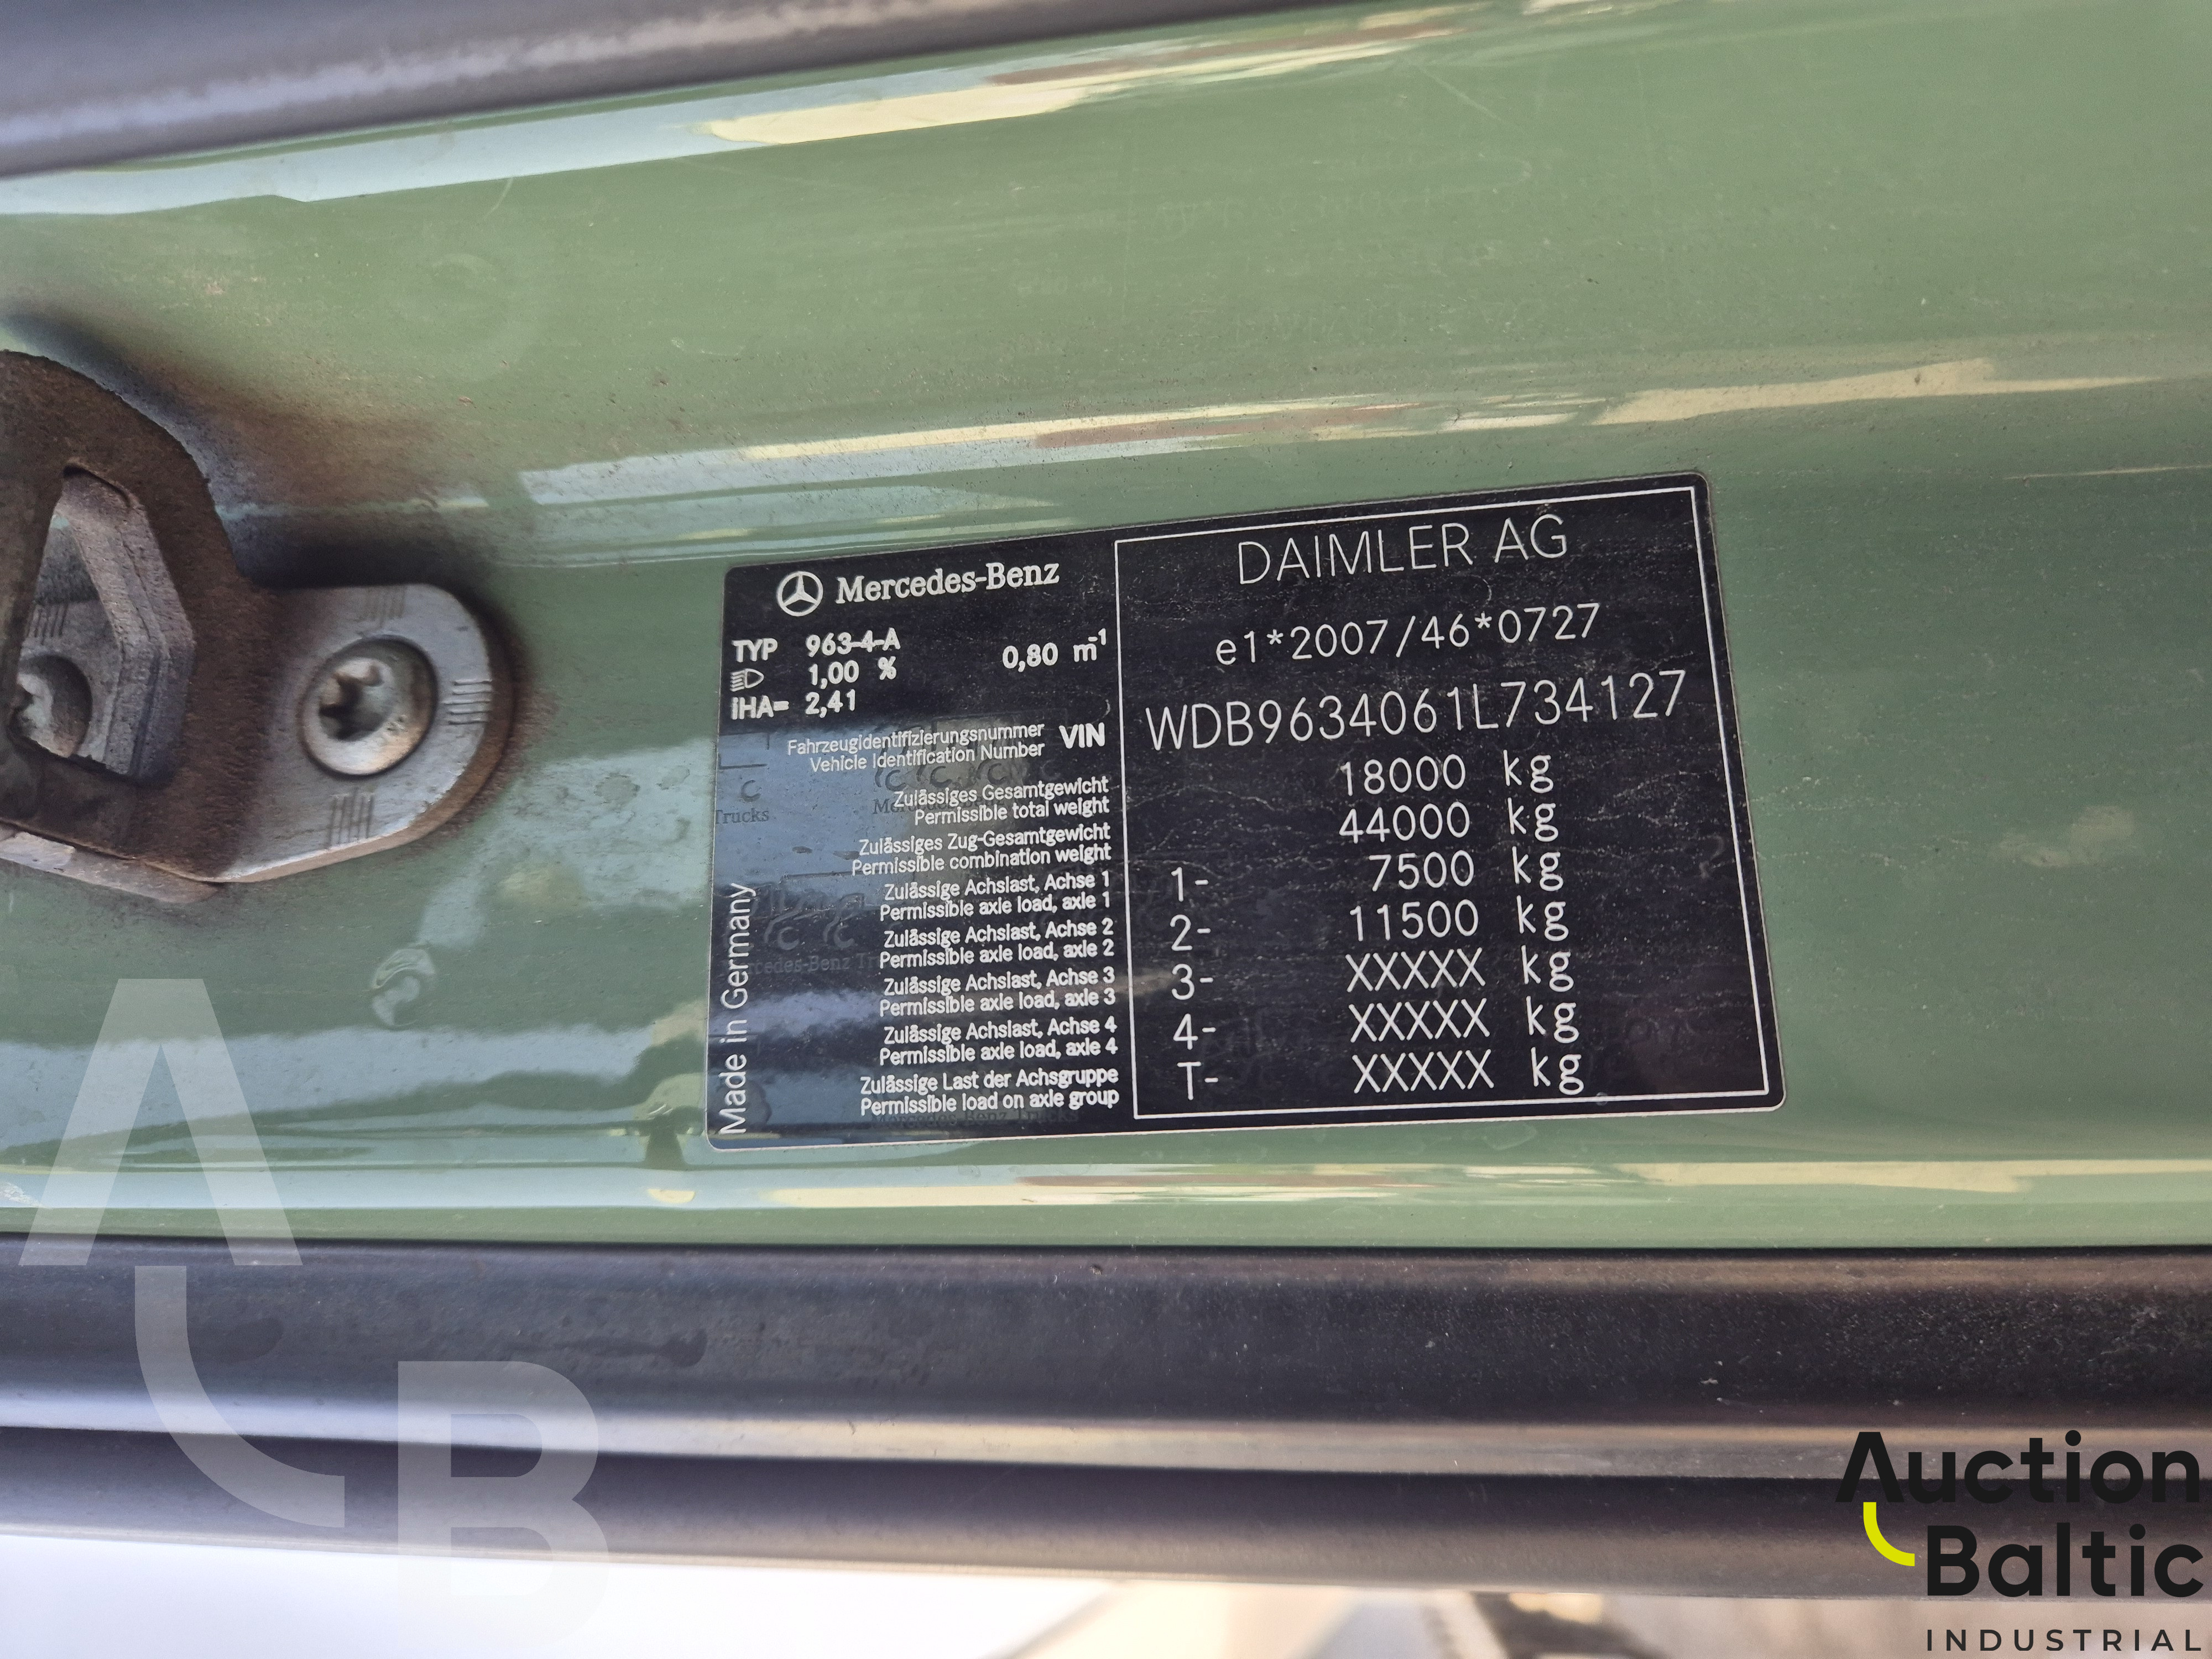 Mercedes-Benz
TYP 963-4-A
1,00 % 0,80 m-1
iHA= 2,41
Fahrzeugidentifizierungsnummer VIN
Vehicle Identification Number
Zulässiges Gesamtgewicht
Permissible total weight
Zulässiges Zug-Gesamtgewicht
Permissible combination weight
Zulässige Achslast, Achse 1
Permissible axle load, axle 1
Zulässige Achslast, Achse 2
Permissible axle load, axle 2
Zulässige Achslast, Achse 3
Permissible axle load, axle 3
Zulässige Achslast, Achse 4
Permissible axle load, axle 4
Zulässige Last der Achsgruppe
Permissible load on axle group
Made in Germany
DAIMLER AG
e1*2007/46*0727
WDB9634061L734127
18000 kg
44000 kg
1- 7500 kg
2- 11500 kg
3- XXXXX kg
4- XXXXX kg
T- XXXXX kg
AB
Auction
Baltic
INDUSTRIAL